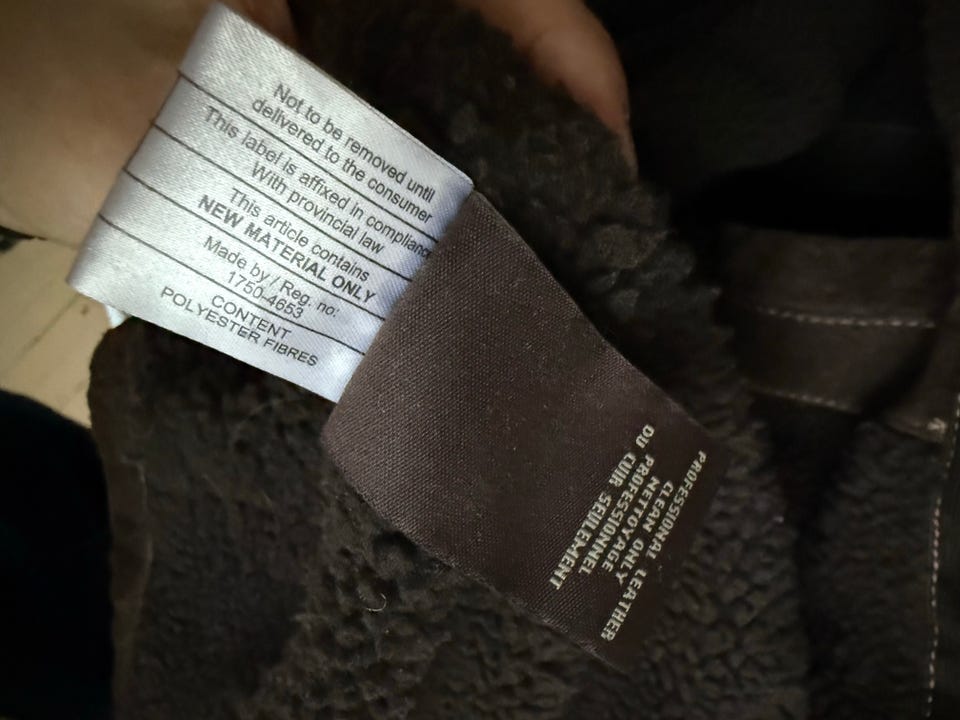 Not to be removed until
delivered to the consumer
This label is affixed in compliance
With provincial law
This article contains
NEW MATERIAL ONLY
Made by / Reg. no:
1750-4653
CONTENT
POLYESTER FIBRES
PROFESSIONAL LEATHER
CLEAN ONLY
NETTOYAGE
PROFESSIONNEL
DU CUIR SEULEMENT